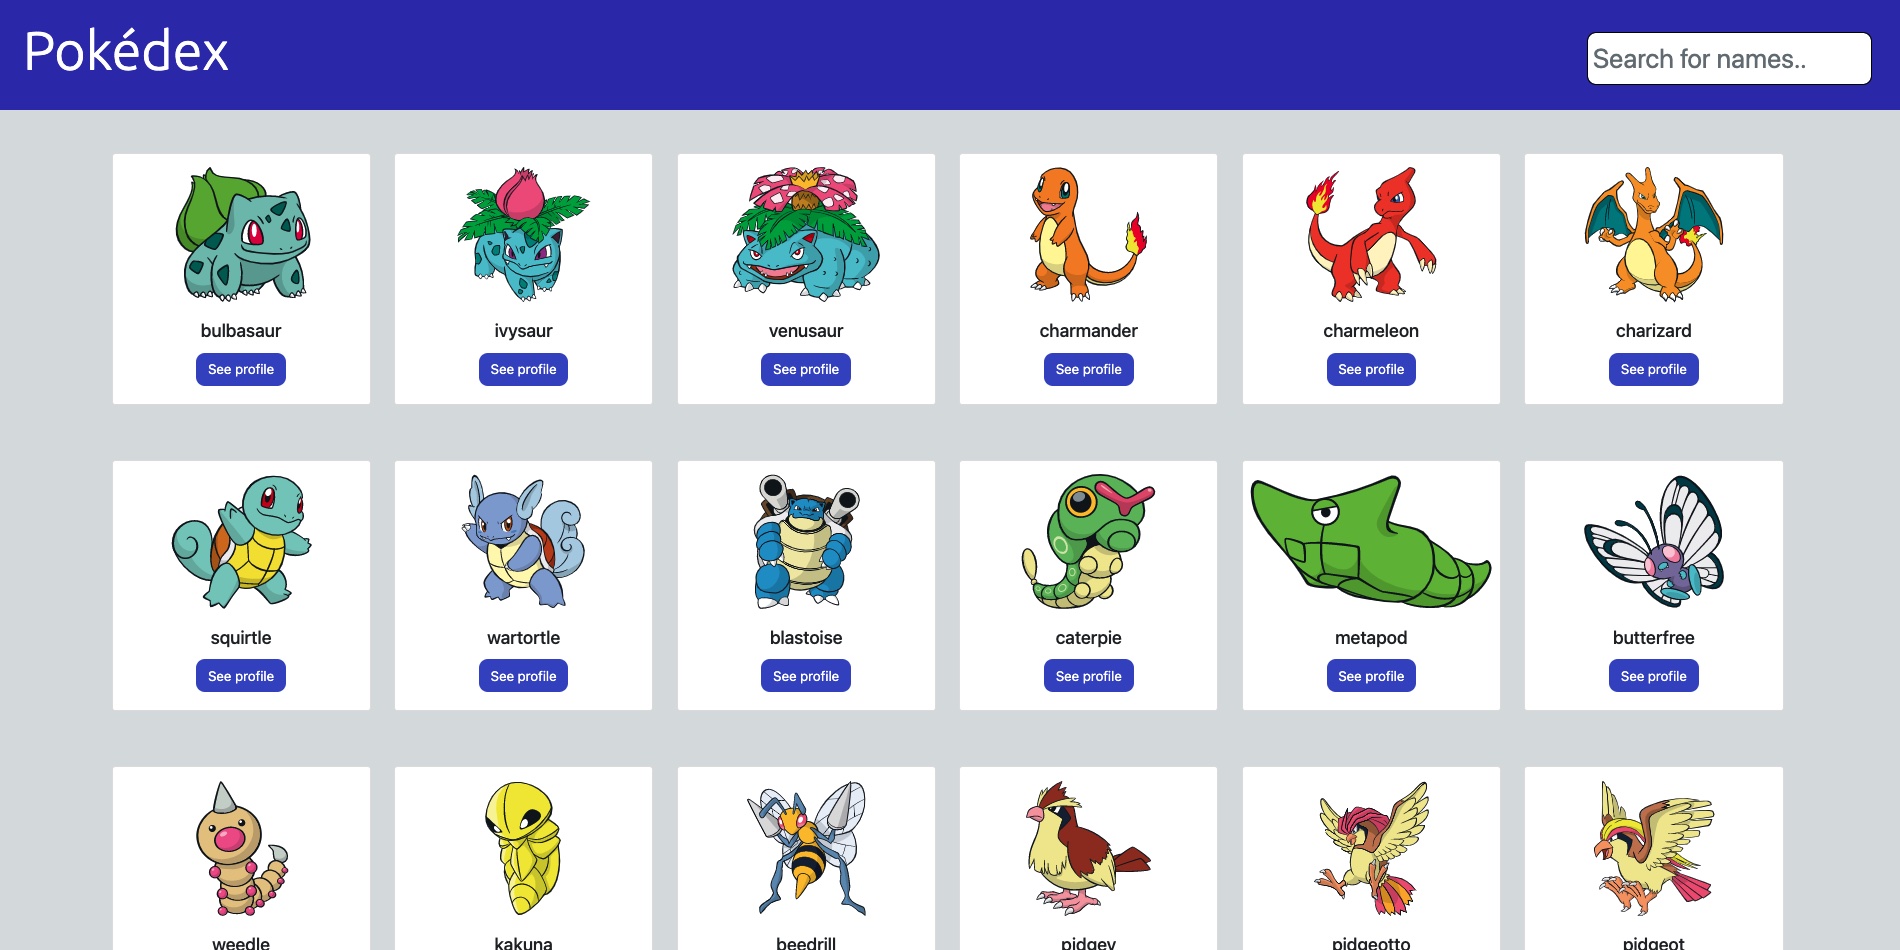 Pokédex
Search for names..
bulbasaur
ivysaur
venusaur
charmander
charmeleon
charizard
See profile
See profile
See profile
See profile
See profile
See profile
squirtle
wartortle
blastoise
caterpie
metapod
butterfree
See profile
See profile
See profile
See profile
See profile
See profile
weedle
kakuna
beedrill
pidgey
pidgeotto
pidgeot